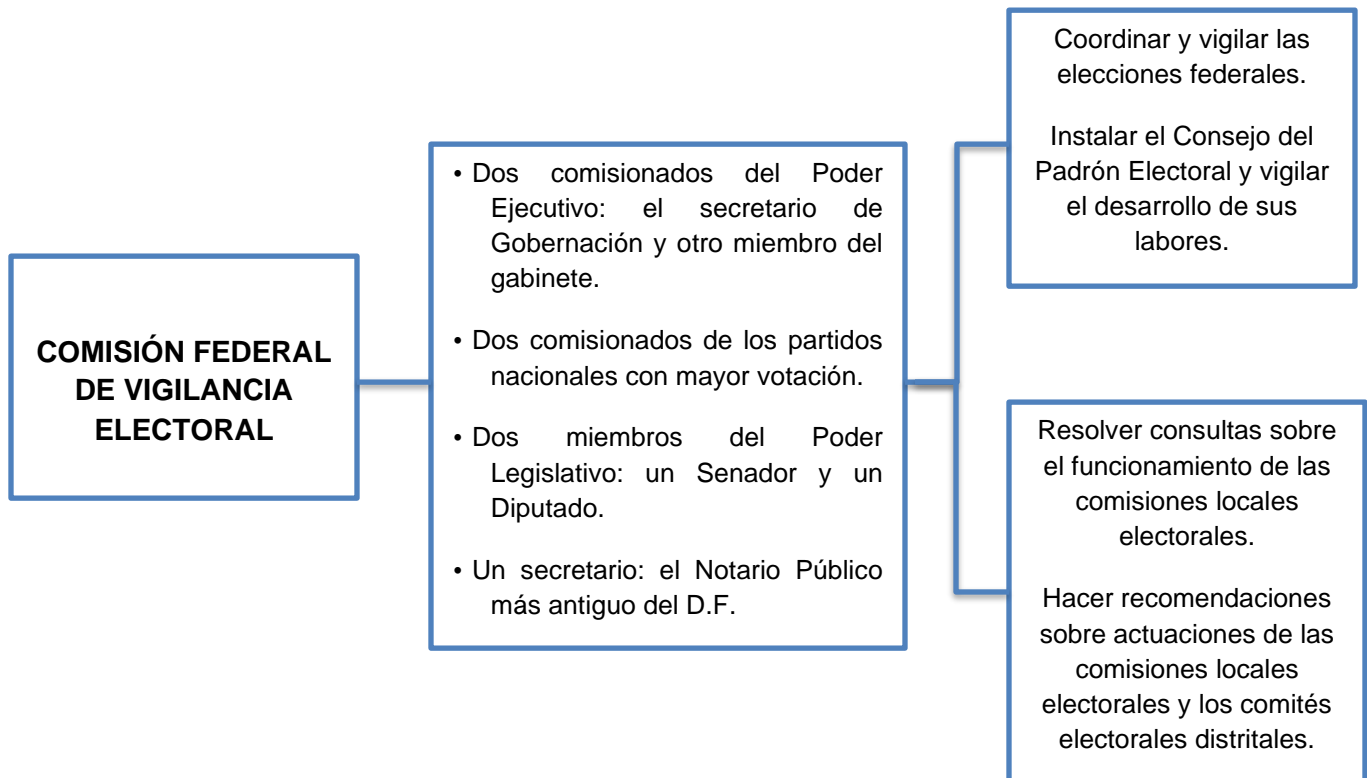 COMISIÓN FEDERAL
DE VIGILANCIA
ELECTORAL
• Dos comisionados del Poder
Ejecutivo: el secretario de
Gobernación y otro miembro del
gabinete.
• Dos comisionados de los partidos
nacionales con mayor votación.
• Dos miembros del Poder
Legislativo: un Senador y un
Diputado.
• Un secretario: el Notario Público
más antiguo del D.F.
Coordinar y vigilar las
elecciones federales.
Instalar el Consejo del
Padrón Electoral y vigilar
el desarrollo de sus
labores.
Resolver consultas sobre
el funcionamiento de las
comisiones locales
electorales.
Hacer recomendaciones
sobre actuaciones de las
comisiones locales
electorales y los comités
electorales distritales.